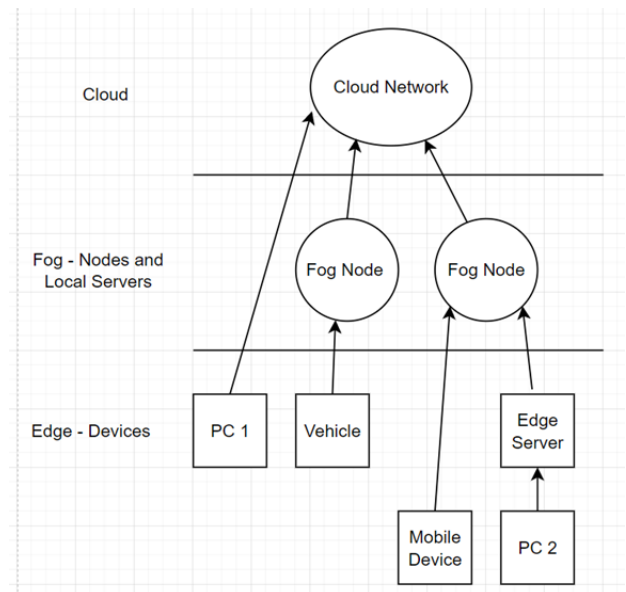 Cloud
Cloud Network
Fog - Nodes and
Local Servers
Fog Node
Fog Node
Edge - Devices
PC 1
Vehicle
Edge
Server
Mobile
Device
PC 2